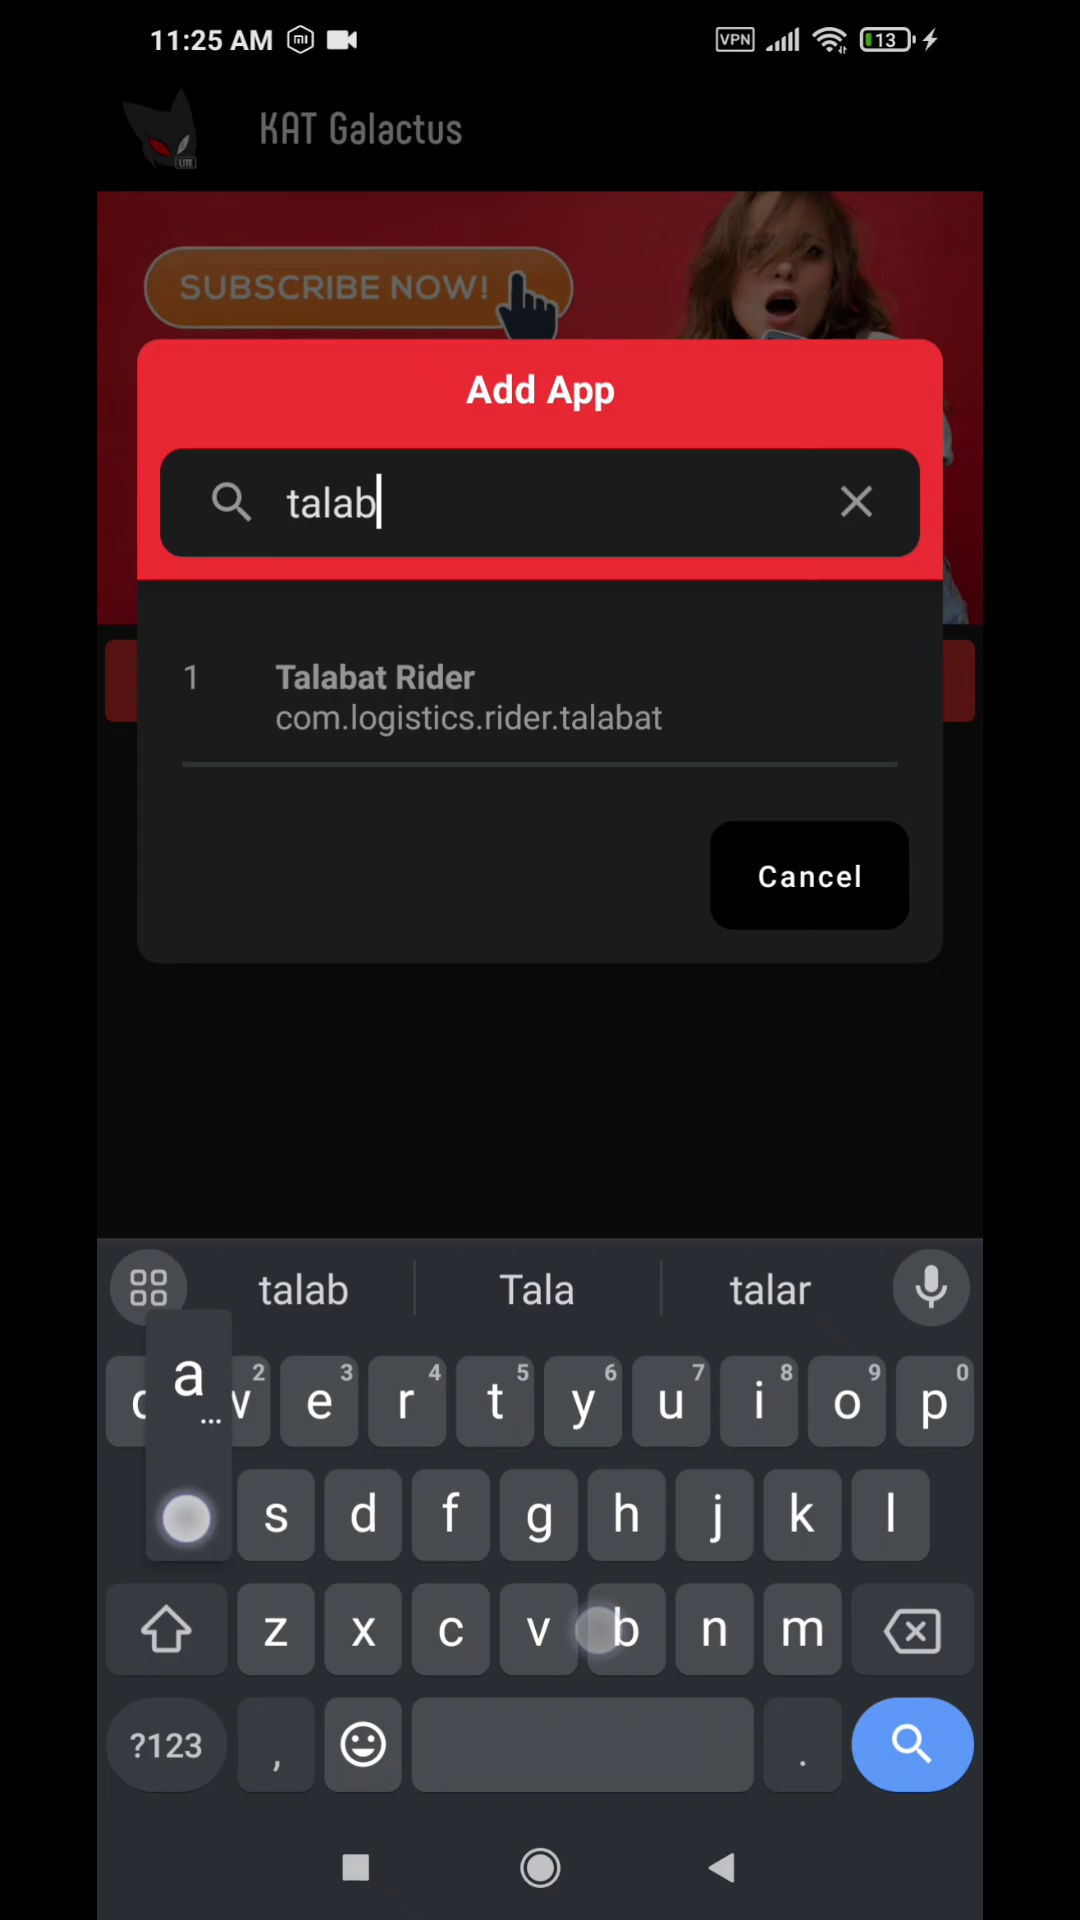 11:25 AM
VPN
13
LITE
KAT Galactus
SUBSCRIBE NOW!
Add App
talab
1
Talabat Rider
com.logistics.rider.talabat
Cancel
talab Tala talar
a
...
2 3 4 5 6 7 8 9 0
e r t y u i o p
s d f g h j k l
z x c v b n m
?123 , .